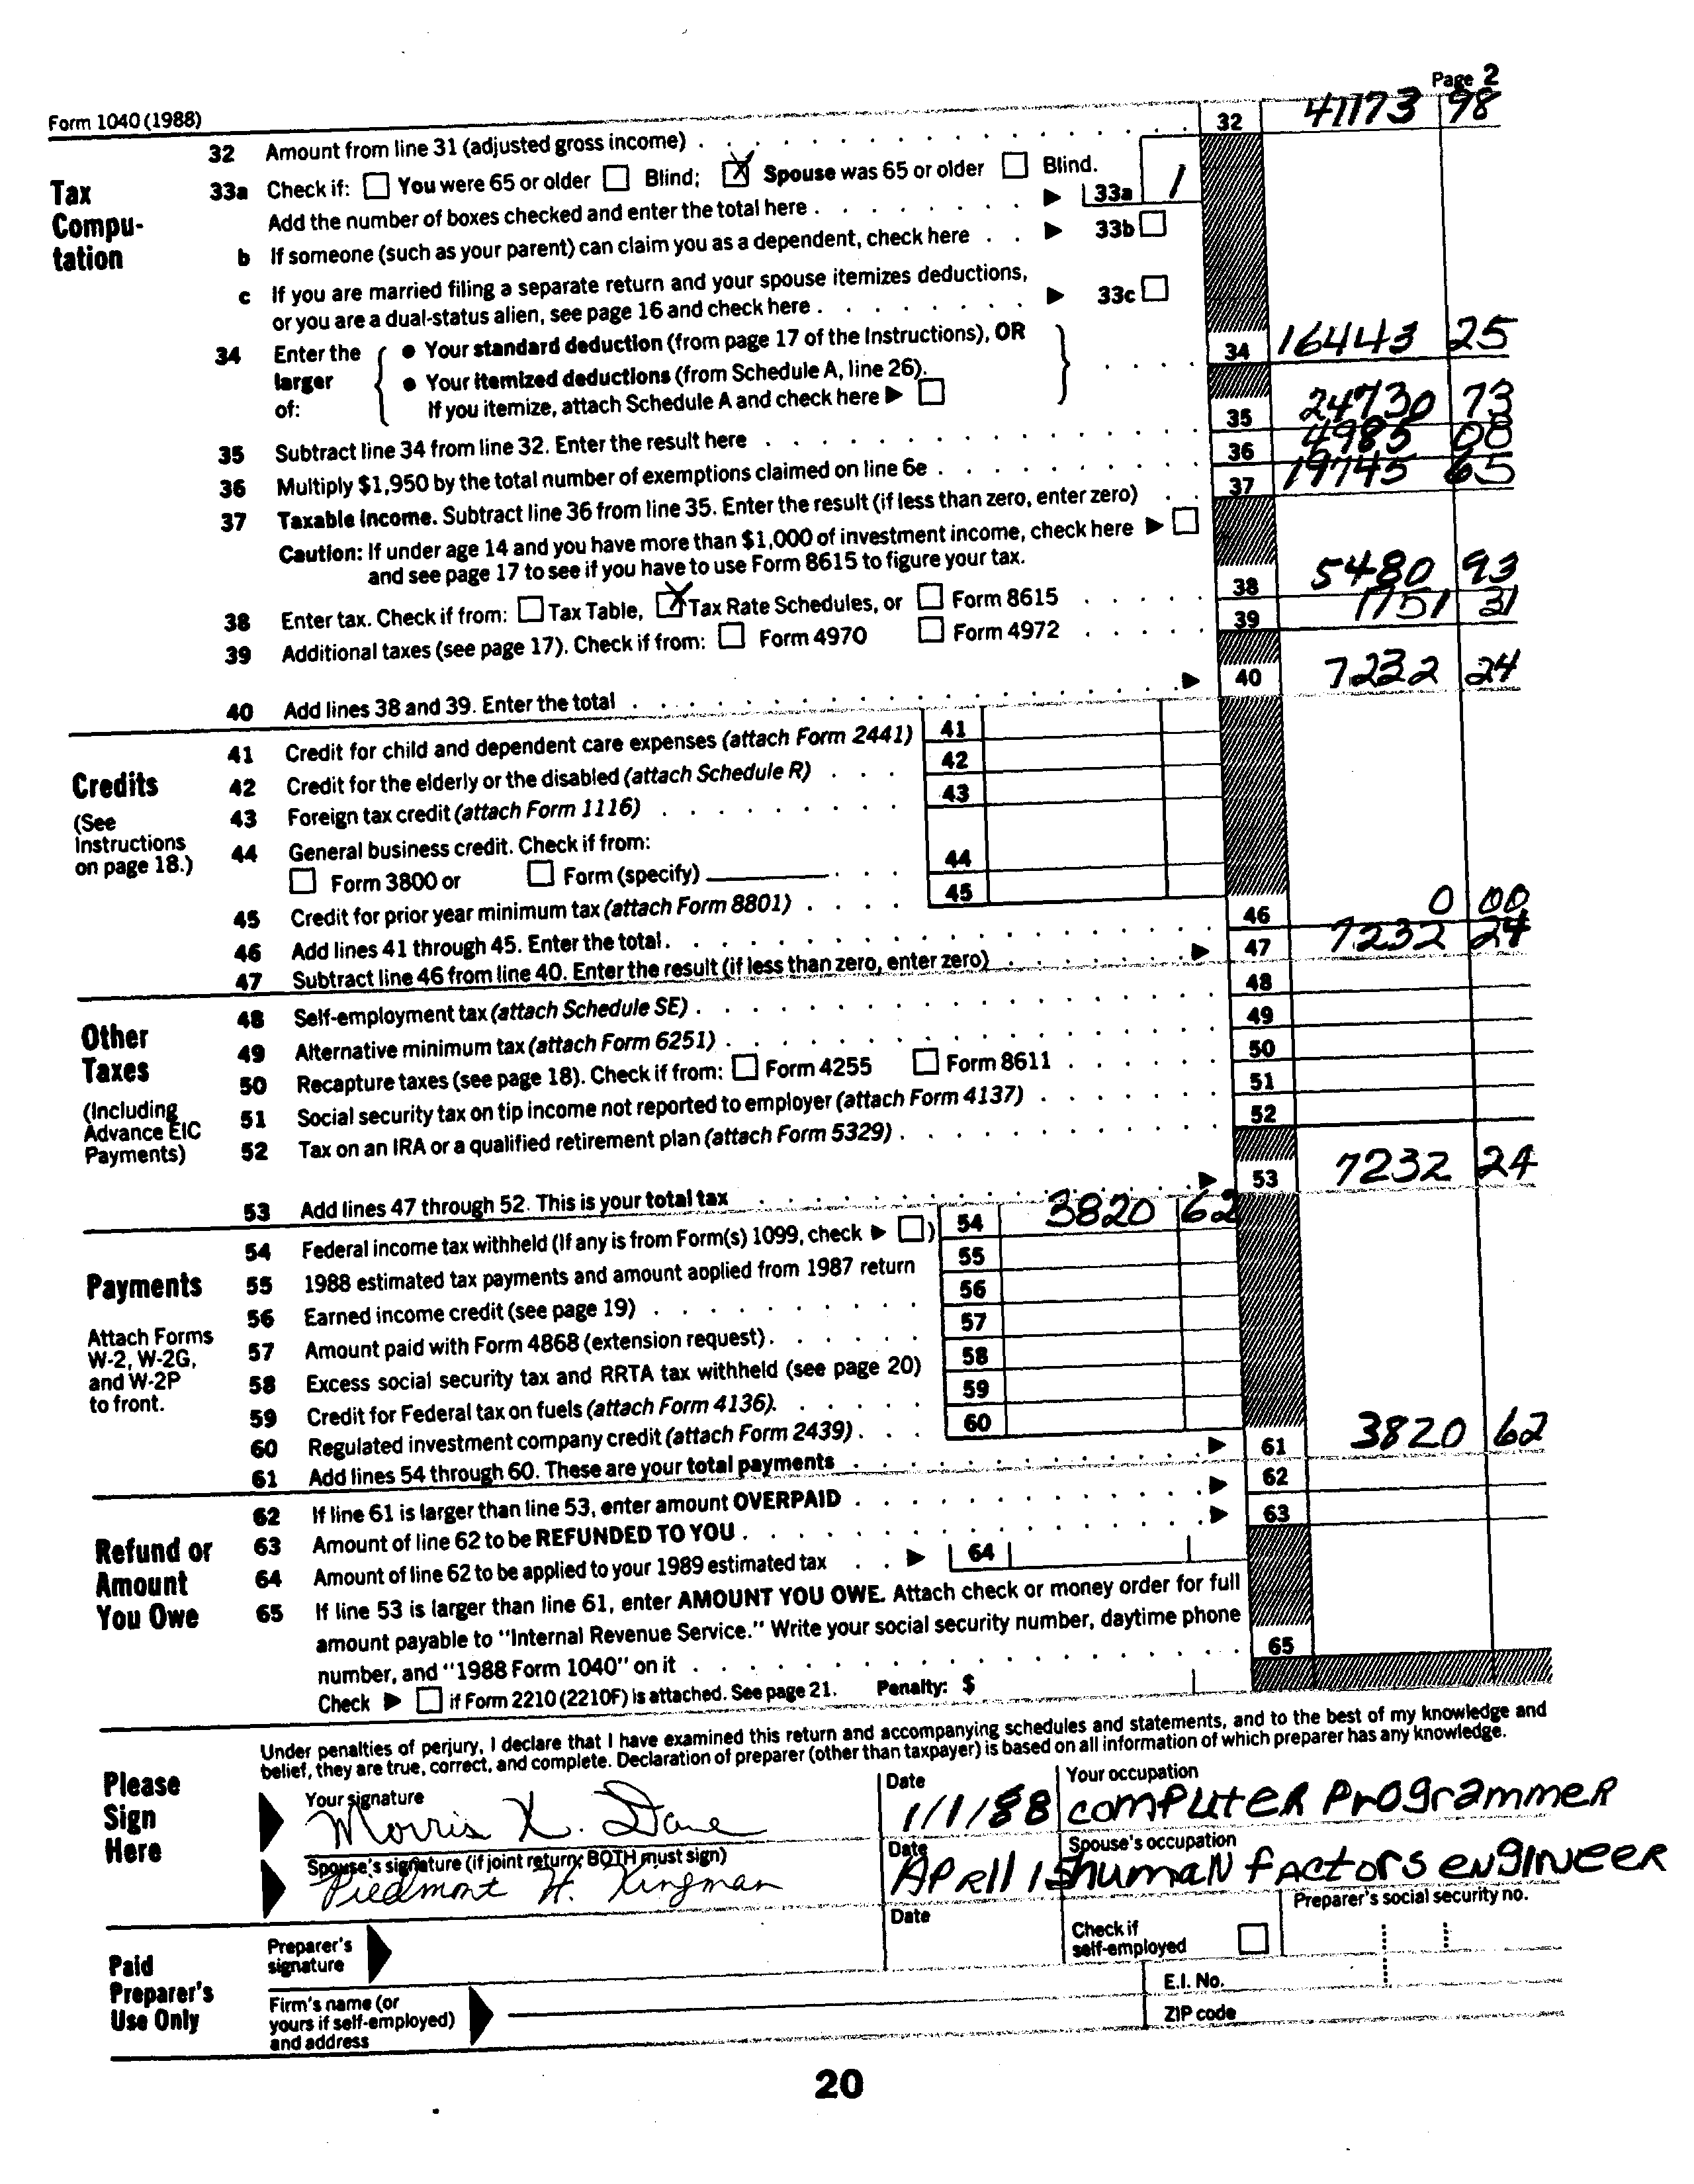 Page 2
Form 1040 (1988)
32 Amount from line 31 (adjusted gross income) . . . . . . . . . . 32 41173 98
Tax Compu- tation
33a Check if: ☐ You were 65 or older ☐ Blind; ☒ Spouse was 65 or older ☐ Blind.
Add the number of boxes checked and enter the total here . . . . . . . . ▶ 33a 1
b If someone (such as your parent) can claim you as a dependent, check here . . ▶ 33b ☐
c If you are married filing a separate return and your spouse itemizes deductions,
or you are a dual-status alien, see page 16 and check here . . . . . . . ▶ 33c ☐
34 Enter the larger of: { ● Your standard deduction (from page 17 of the Instructions), OR
● Your itemized deductions (from Schedule A, line 26).
If you itemize, attach Schedule A and check here ▶ ☐ } . . . . 34 16443 25
35 Subtract line 34 from line 32. Enter the result here . . . . . . . . . . 35 24730 73
36 Multiply $1,950 by the total number of exemptions claimed on line 6e . . . . . . . . . . 36 4985 08
37 Taxable income. Subtract line 36 from line 35. Enter the result (if less than zero, enter zero) . . 37 19745 65
Caution: If under age 14 and you have more than $1,000 of investment income, check here ▶ ☐
and see page 17 to see if you have to use Form 8615 to figure your tax.
38 Enter tax. Check if from: ☐ Tax Table, ☒ Tax Rate Schedules, or ☐ Form 8615 . . . . . 38 5480 93
39 Additional taxes (see page 17). Check if from: ☐ Form 4970 ☐ Form 4972 . . . . . 39 1751 31
40 Add lines 38 and 39. Enter the total . . . . . . . . . . ▶ 40 7232 24
Credits
(See Instructions on page 18.)
41 Credit for child and dependent care expenses (attach Form 2441) 41
42 Credit for the elderly or the disabled (attach Schedule R) . . . 42
43 Foreign tax credit (attach Form 1116) . . . . . . . . 43
44 General business credit. Check if from:
☐ Form 3800 or ☐ Form (specify) ______ . . . 44
45 Credit for prior year minimum tax (attach Form 8801) . . . . 45
46 Add lines 41 through 45. Enter the total . . . . . . . . . . 46 0 00
47 Subtract line 46 from line 40. Enter the result (if less than zero, enter zero) . . . . . . . ▶ 47 7232 24
Other Taxes
(Including Advance EIC Payments)
48 Self-employment tax (attach Schedule SE) . . . . . . . . . . 48
49 Alternative minimum tax (attach Form 6251) . . . . . . . . . . 49
50 Recapture taxes (see page 18). Check if from: ☐ Form 4255 ☐ Form 8611 . . . . . . 50
51 Social security tax on tip income not reported to employer (attach Form 4137) . . . . . . . 51
52 Tax on an IRA or a qualified retirement plan (attach Form 5329) . . . . . . . . . . 52
53 Add lines 47 through 52. This is your total tax . . . . . . . . . . ▶ 53 7232 24
Payments
Attach Forms W-2, W-2G, and W-2P to front.
54 Federal income tax withheld (If any is from Form(s) 1099, check ▶ ☐) 54 3820 62
55 1988 estimated tax payments and amount applied from 1987 return 55
56 Earned income credit (see page 19) . . . . . . . . . 56
57 Amount paid with Form 4868 (extension request) . . . . . . 57
58 Excess social security tax and RRTA tax withheld (see page 20) 58
59 Credit for Federal tax on fuels (attach Form 4136). . . . . . 59
60 Regulated investment company credit (attach Form 2439) . . . 60
61 Add lines 54 through 60. These are your total payments . . . . . . . . . . ▶ 61 3820 62
Refund or Amount You Owe
62 If line 61 is larger than line 53, enter amount OVERPAID . . . . . . . . . . ▶ 62
63 Amount of line 62 to be REFUNDED TO YOU . . . . . . . . . . ▶ 63
64 Amount of line 62 to be applied to your 1989 estimated tax . . ▶ 64
65 If line 53 is larger than line 61, enter AMOUNT YOU OWE. Attach check or money order for full
amount payable to "Internal Revenue Service." Write your social security number, daytime phone
number, and "1988 Form 1040" on it . . . . . . . . . . 65
Check ▶ ☐ if Form 2210 (2210F) is attached. See page 21. Penalty: $
Please Sign Here
Under penalties of perjury, I declare that I have examined this return and accompanying schedules and statements, and to the best of my knowledge and
belief, they are true, correct, and complete. Declaration of preparer (other than taxpayer) is based on all information of which preparer has any knowledge.
Your signature Date Your occupation
Morris X. Dane 1/1/88 computer programmer
Spouse's signature (if joint return, BOTH must sign) Date Spouse's occupation
Piedmont H. Kingman April 15 human factors engineer
Paid Preparer's Use Only
Preparer's signature Date Check if self-employed ☐ Preparer's social security no.
Firm's name (or yours if self-employed) and address E.I. No.
ZIP code
20